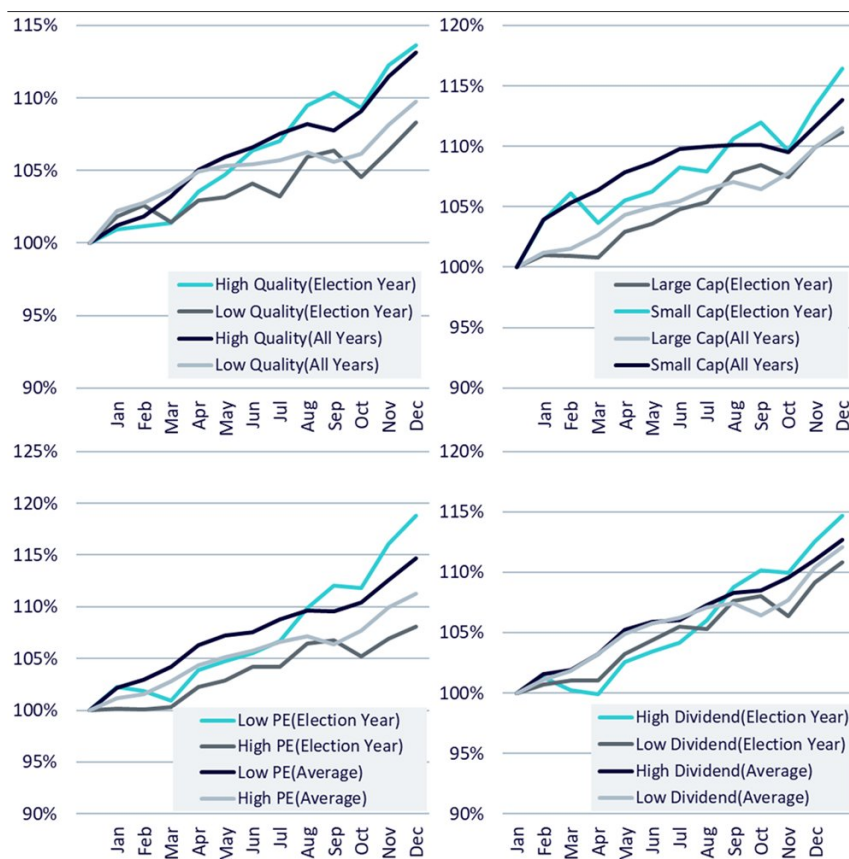 115%
110%
105%
100%
95%
90%
High Quality(Election Year)
Low Quality(Election Year)
High Quality(All Years)
Low Quality(All Years)
Jan Feb Mar Apr May Jun Jul Aug Sep Oct Nov Dec
120%
115%
110%
105%
100%
95%
90%
Large Cap(Election Year)
Small Cap(Election Year)
Large Cap(All Years)
Small Cap(All Years)
Jan Feb Mar Apr May Jun Jul Aug Sep Oct Nov Dec
125%
120%
115%
110%
105%
100%
95%
90%
Low PE(Election Year)
High PE(Election Year)
Low PE(Average)
High PE(Average)
Jan Feb Mar Apr May Jun Jul Aug Sep Oct Nov Dec
120%
115%
110%
105%
100%
95%
90%
High Dividend(Election Year)
Low Dividend(Election Year)
High Dividend(Average)
Low Dividend(Average)
Jan Jan Feb Mar Apr May Jun Jul Aug Sep Oct Nov Dec